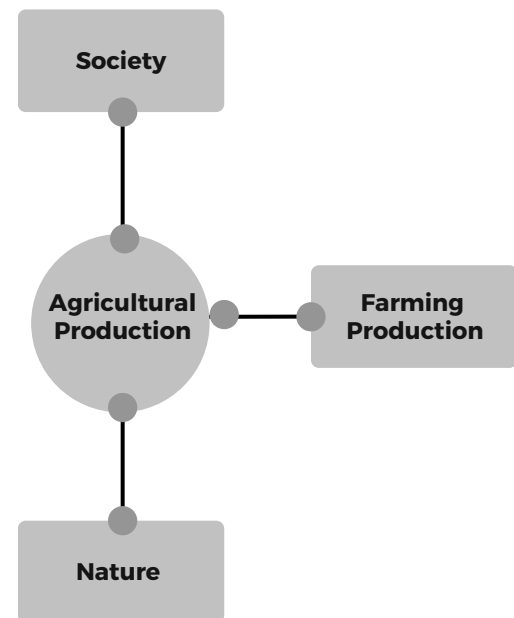 Society
Agricultural
Production
Farming
Production
Nature